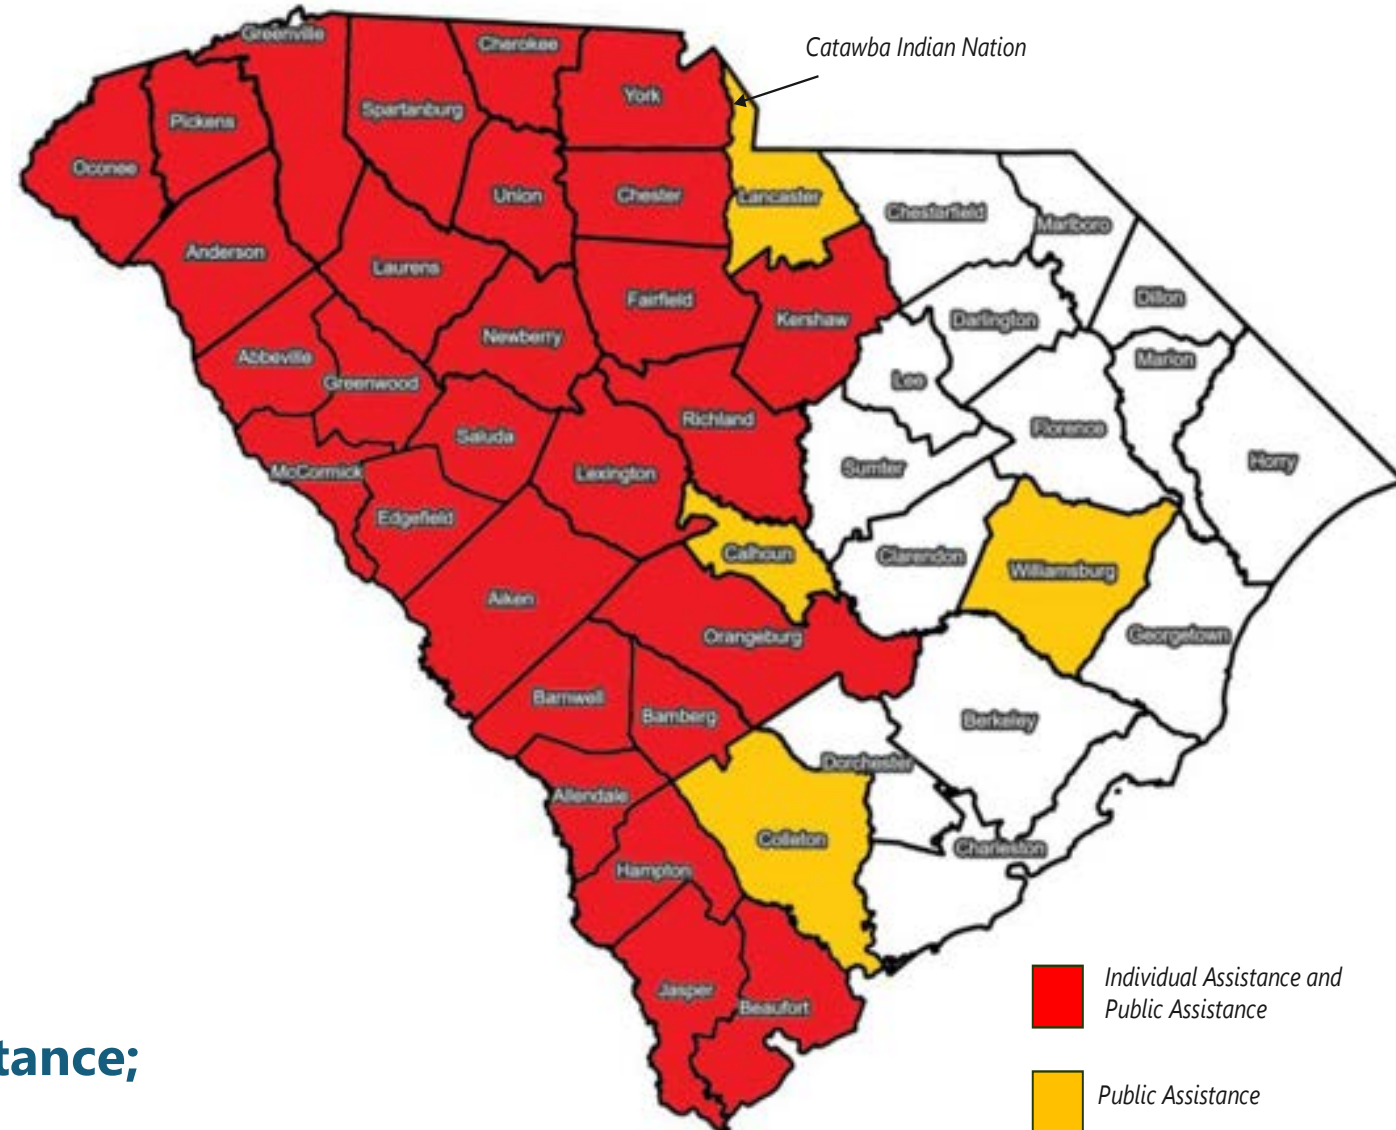 Catawba Indian Nation
Greenville
Cherokee
York
Spartanburg
Pickens
Oconee
Union
Chester
Lancaster
Chesterfield
Marlboro
Anderson
Laurens
Fairfield
Kershaw
Darlington
Dillon
Newberry
Abbeville
Greenwood
Lee
Marion
Richland
Saluda
Florence
McCormick
Lexington
Sumter
Horry
Edgefield
Calhoun
Clarendon
Williamsburg
Aiken
Orangeburg
Georgetown
Barnwell
Bamberg
Berkeley
Dorchester
Allendale
Colleton
Charleston
Hampton
Jasper
Beaufort
Individual Assistance and
Public Assistance
tance;
Public Assistance